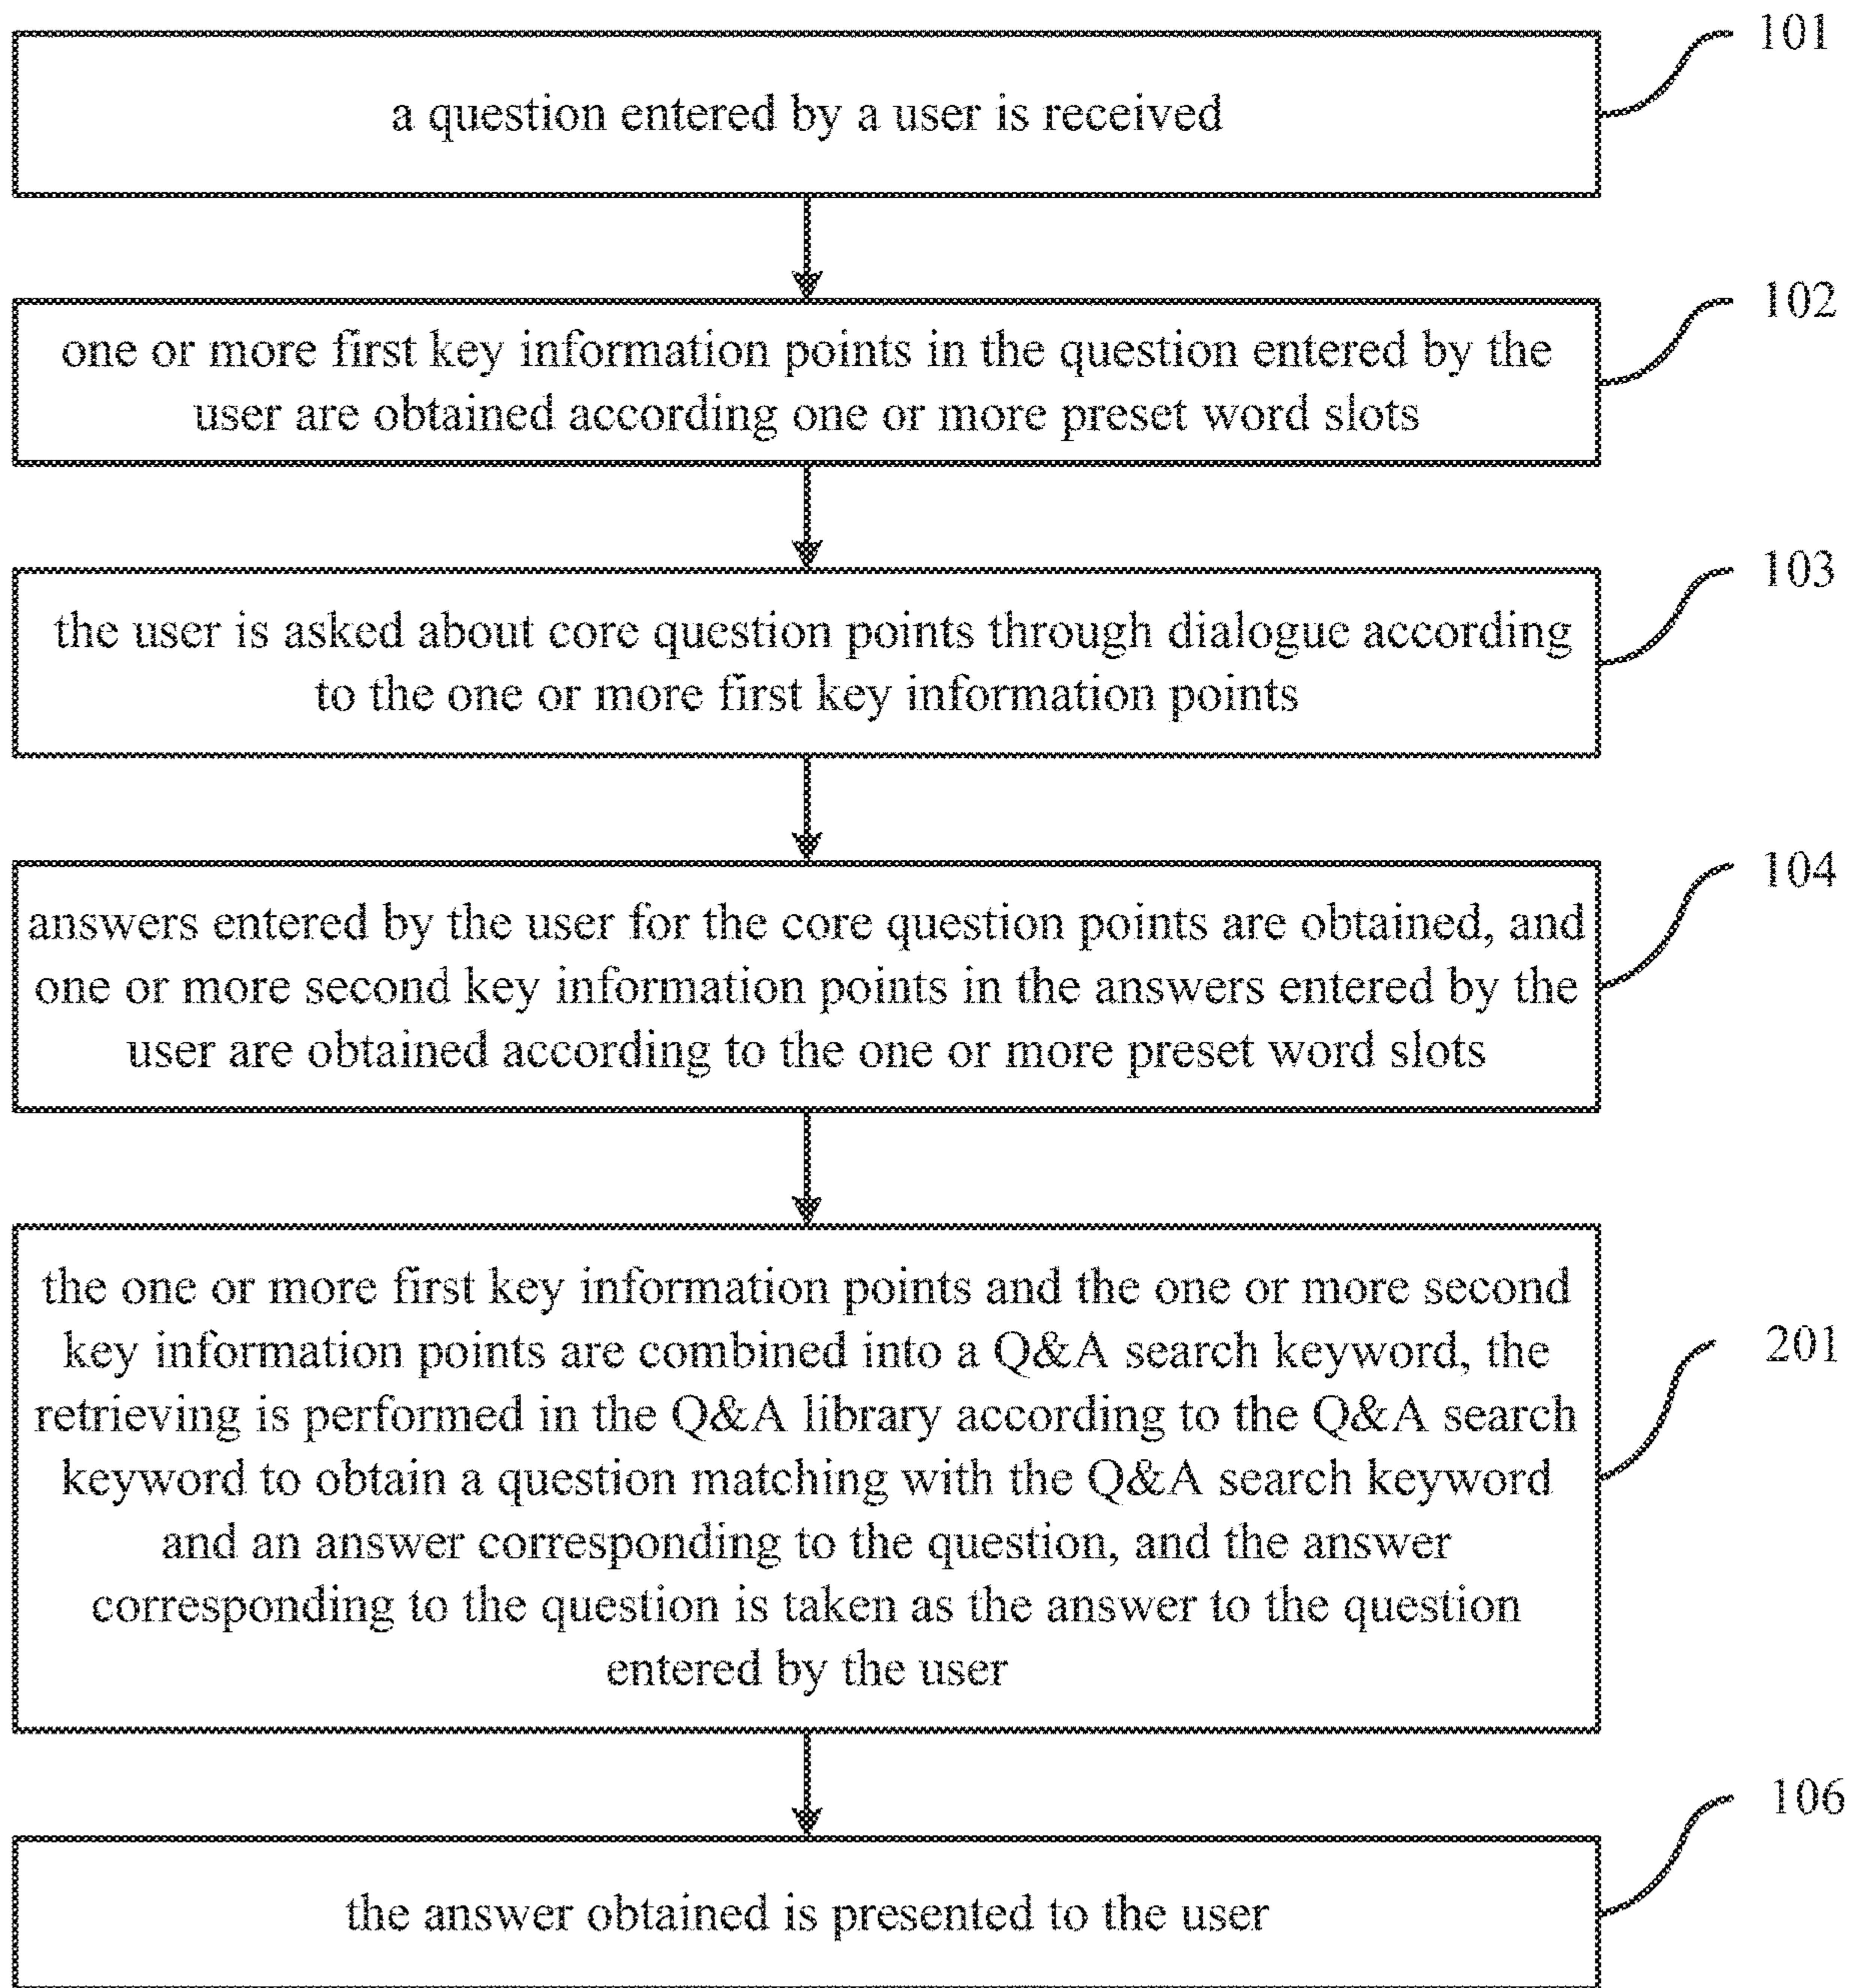 101
a question entered by a user is received
102
one or more first key information points in the question entered by the
user are obtained according one or more preset word slots
103
the user is asked about core question points through dialogue according
to the one or more first key information points
104
answers entered by the user for the core question points are obtained, and
one or more second key information points in the answers entered by the
user are obtained according to the one or more preset word slots
the one or more first key information points and the one or more second
key information points are combined into a Q&A search keyword, the
201
retrieving is performed in the Q&A library according to the Q&A search
keyword to obtain a question matching with the Q&A search keyword
and an answer corresponding to the question, and the answer
corresponding to the question is taken as the answer to the question
entered by the user
106
the answer obtained is presented to the user